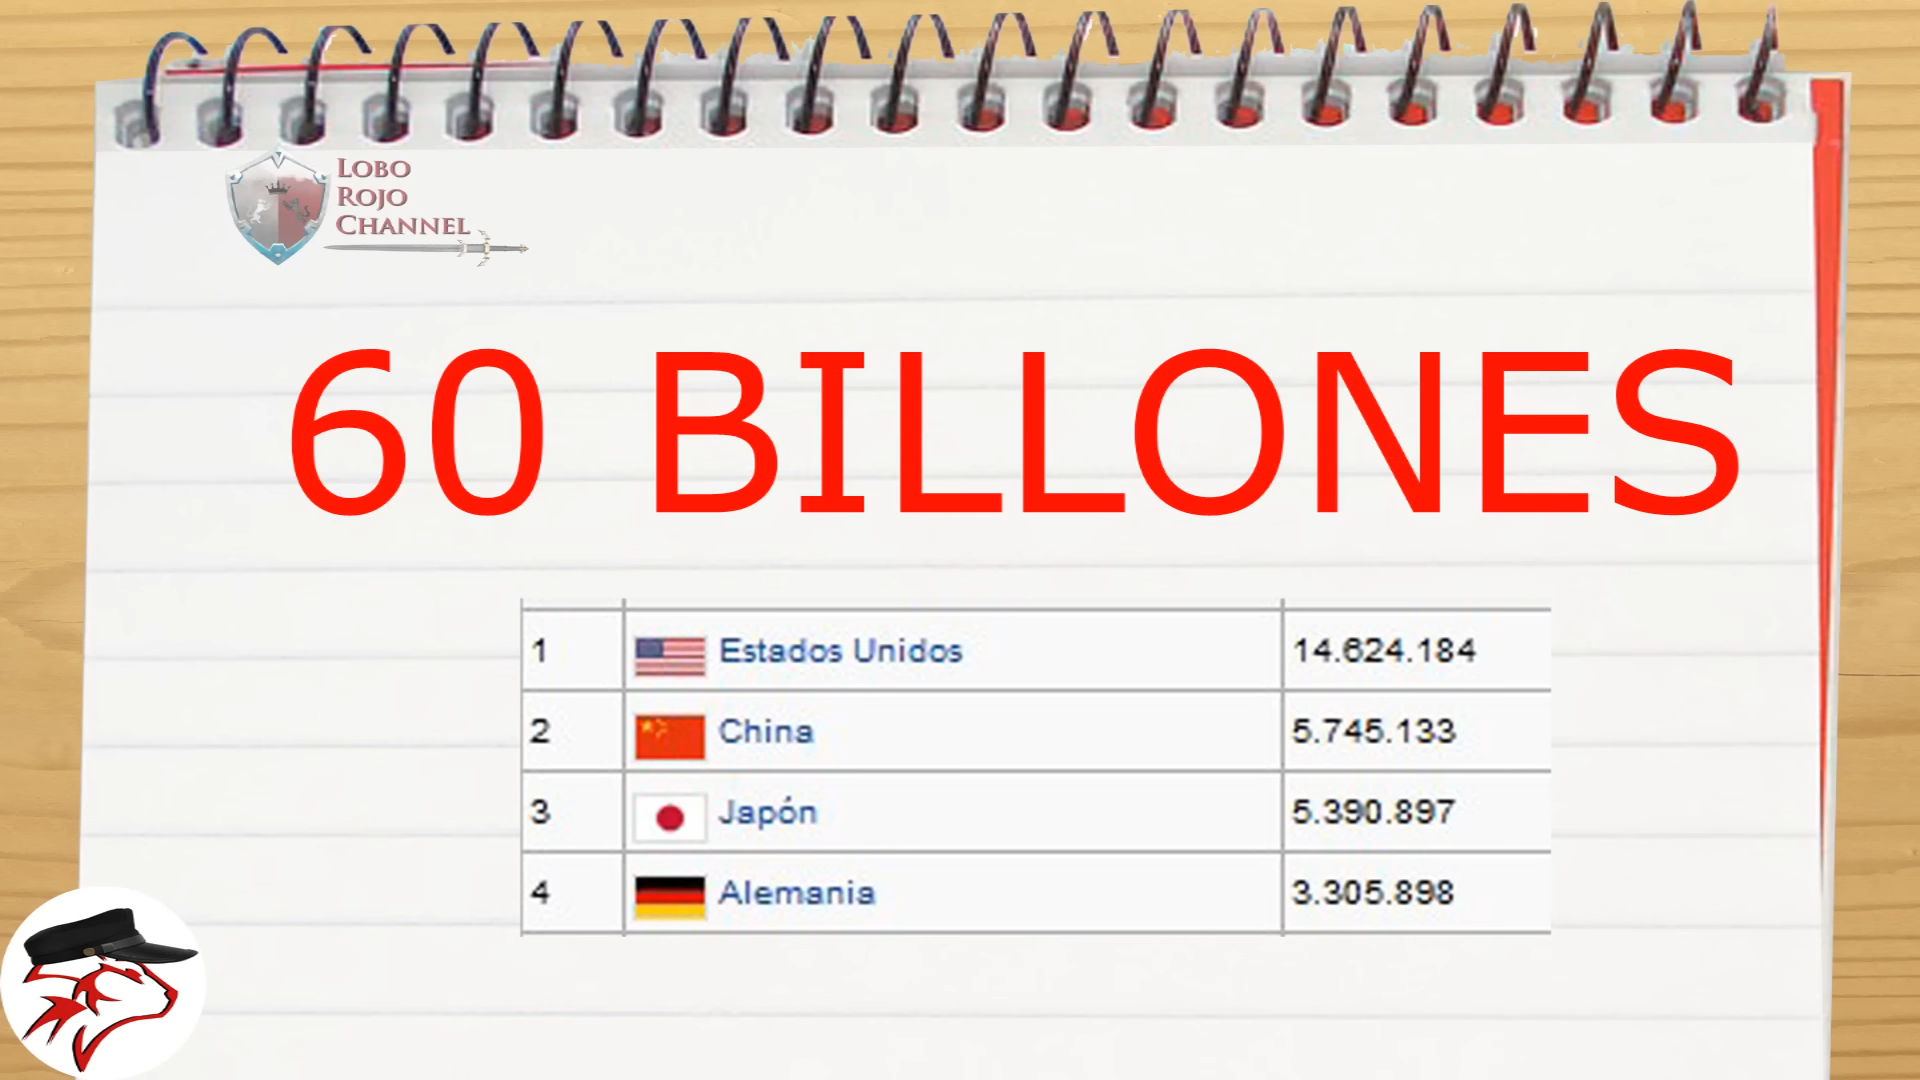 LOBO
ROJO
CHANNEL
60 BILLONES
1 Estados Unidos 14.624.184
2 China 5.745.133
3 Japón 5.390.897
4 Alemania 3.305.898